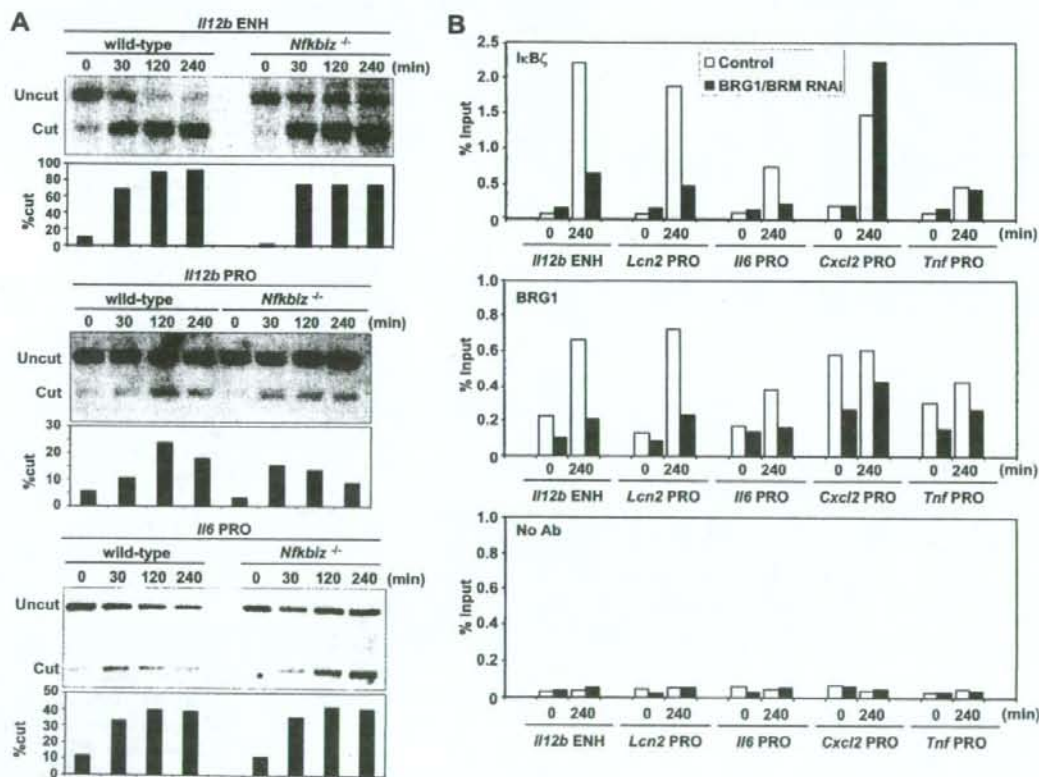 A
Il12b ENH
wild-type Nfkbiz -/-
0 30 120 240 0 30 120 240 (min)
Uncut
Cut
100
80
60
40
20
0
%cut
Il12b PRO
wild-type Nfkbiz -/-
0 30 120 240 0 30 120 240 (min)
Uncut
Cut
30
20
10
0
%cut
Il6 PRO
wild-type Nfkbiz -/-
0 30 120 240 0 30 120 240 (min)
Uncut
Cut
50
40
30
20
10
0
%cut
B
2.5
2.0
1.5
1.0
0.5
0
% Input
IκBζ
Control
BRG1/BRM RNAi
0 240 0 240 0 240 0 240 0 240 (min)
Il12b ENH Lcn2 PRO Il6 PRO Cxcl2 PRO Tnf PRO
1.0
0.8
0.6
0.4
0.2
0
% Input
BRG1
0 240 0 240 0 240 0 240 0 240 (min)
Il12b ENH Lcn2 PRO Il6 PRO Cxcl2 PRO Tnf PRO
1.0
0.8
0.6
0.4
0.2
0
% Input
No Ab
0 240 0 240 0 240 0 240 0 240 (min)
Il12b ENH Lcn2 PRO Il6 PRO Cxcl2 PRO Tnf PRO